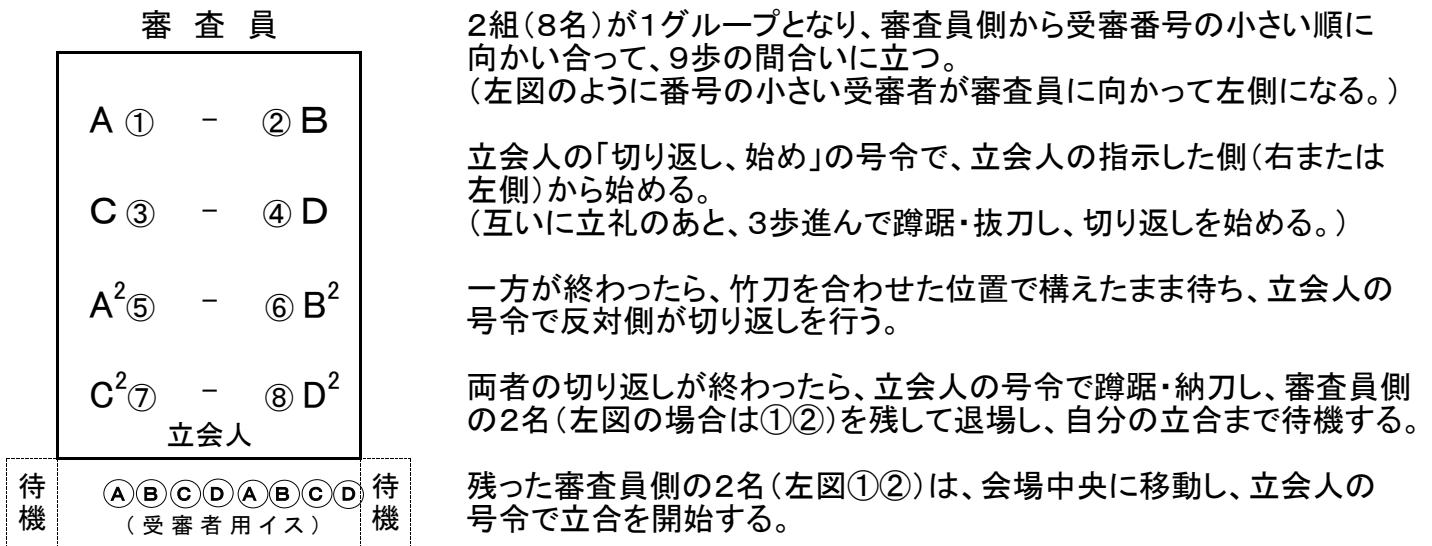 審 査 員
A ① － ② B
C ③ － ④ D
A²⑤ － ⑥ B²
C²⑦ － ⑧ D²
立会人
待機
ⒶⒷⒸⒹⒶⒷⒸⒹ
（ 受 審 者 用 イ ス ）
待機
２組（８名）が１グループとなり、審査員側から受審番号の小さい順に
向かい合って、９歩の間合いに立つ。
（左図のように番号の小さい受審者が審査員に向かって左側になる。）
立会人の「切り返し、始め」の号令で、立会人の指示した側（右または
左側）から始める。
（互いに立礼のあと、３歩進んで蹲踞・抜刀し、切り返しを始める。）
一方が終わったら、竹刀を合わせた位置で構えたまま待ち、立会人の
号令で反対側が切り返しを行う。
両者の切り返しが終わったら、立会人の号令で蹲踞・納刀し、審査員側
の２名（左図の場合は①②）を残して退場し、自分の立合まで待機する。
残った審査員側の２名（左図①②）は、会場中央に移動し、立会人の
号令で立合を開始する。